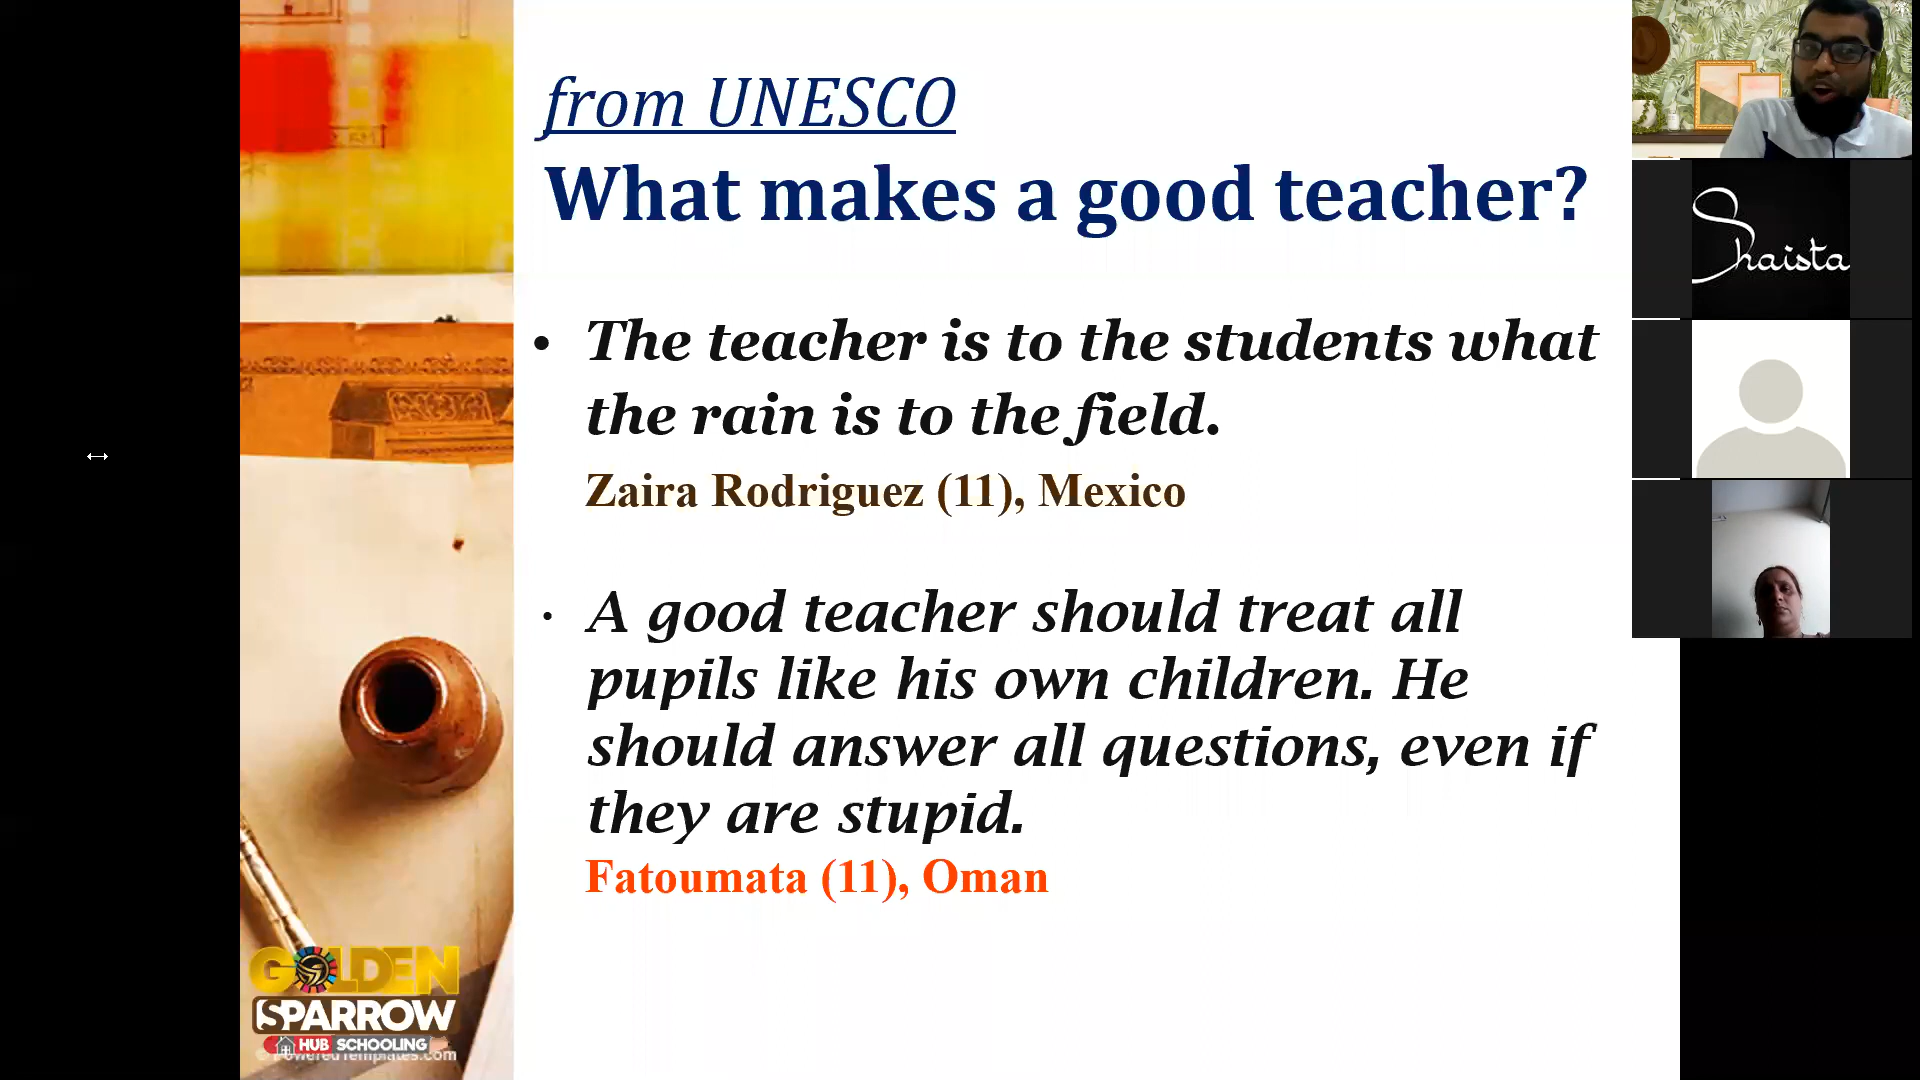 from UNESCO
What makes a good teacher?
• The teacher is to the students what
the rain is to the field.
Zaira Rodriguez (11), Mexico
• A good teacher should treat all
pupils like his own children. He
should answer all questions, even if
they are stupid.
Fatoumata (11), Oman
GOLDEN
SPARROW
HUB SCHOOLING
© PoweredTemplates.com
Shaista